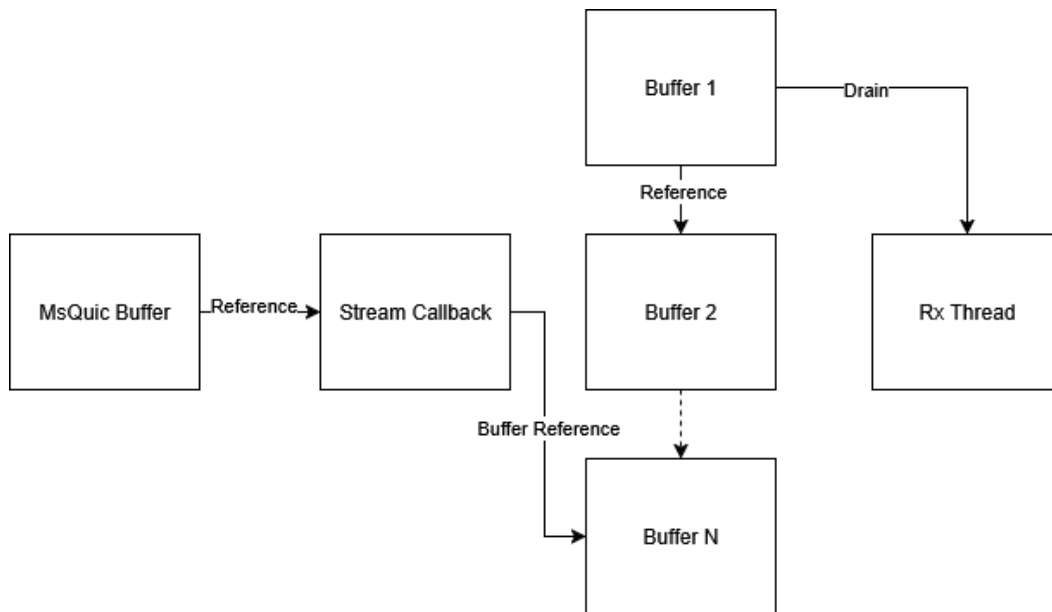 Buffer 1
Drain
Reference
MsQuic Buffer
Reference
Stream Callback
Buffer 2
Rx Thread
Buffer Reference
Buffer N